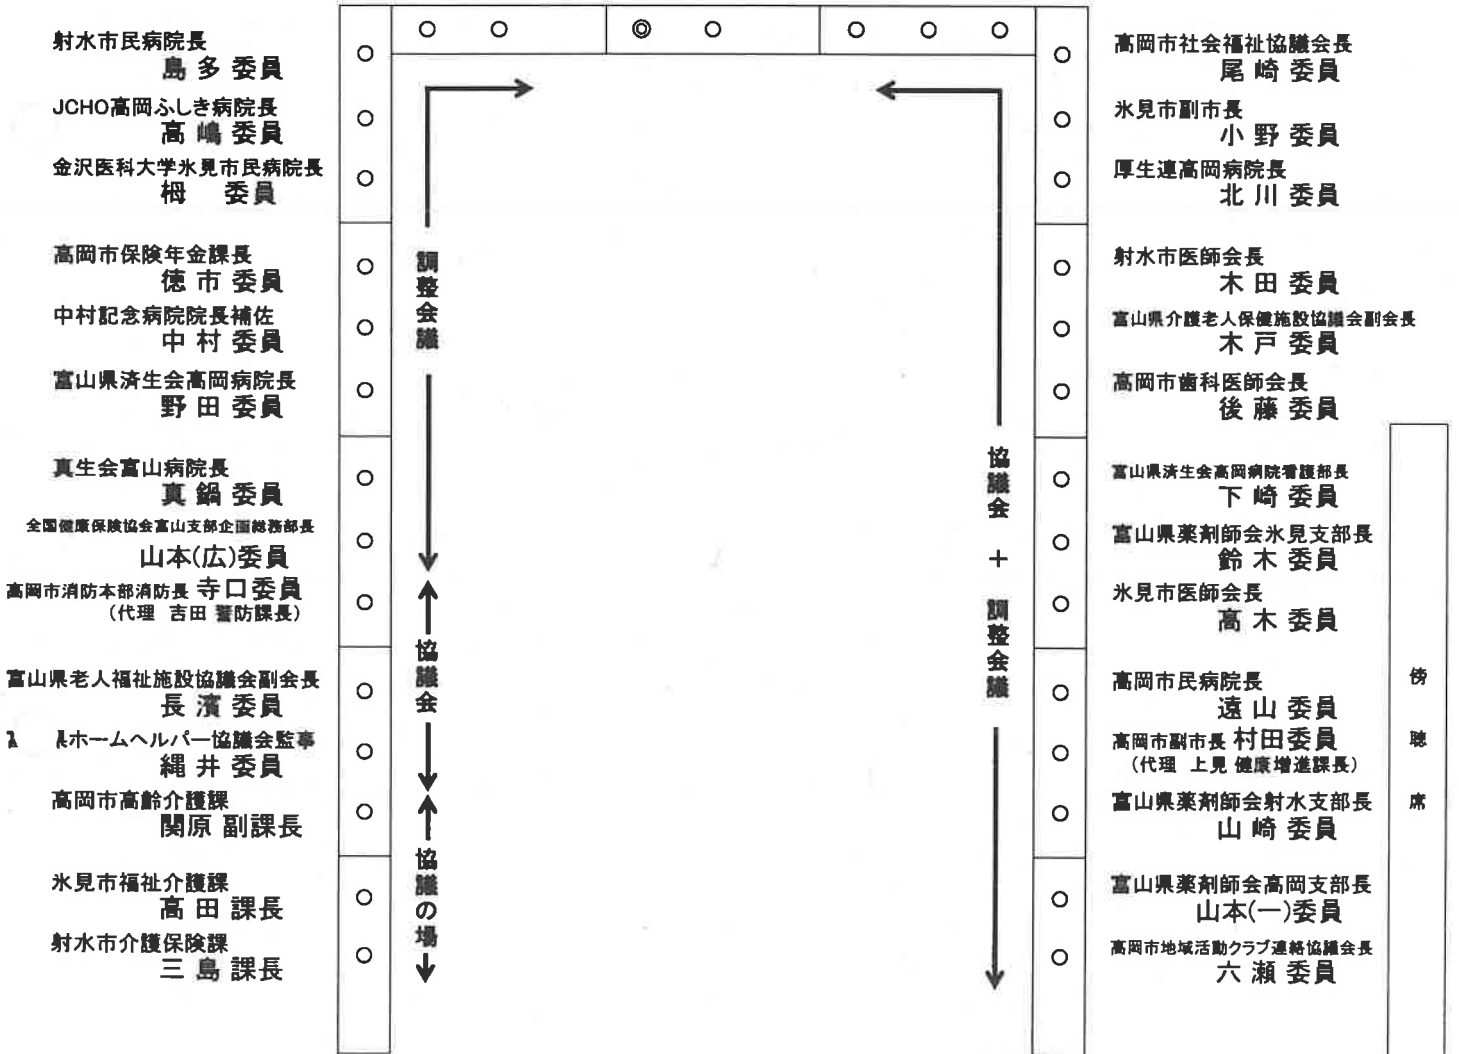 射水市民病院長
島 多 委員
JCHO高岡ふしき病院長
高 嶋 委員
金沢医科大学氷見市民病院長
栂 委員
高岡市保険年金課長
徳 市 委員
中村記念病院院長補佐
中 村 委員
富山県済生会高岡病院長
野 田 委員
真生会富山病院長
真 鍋 委員
全国健康保険協会富山支部企画総務部長
山本(広)委員
高岡市消防本部消防長 寺口委員
(代理 吉田 警防課長)
富山県老人福祉施設協議会副会長
長 濱 委員
ホームヘルパー協議会監事
縄 井 委員
高岡市高齢介護課
関原 副課長
氷見市福祉介護課
高 田 課長
射水市介護保険課
三 島 課長
調整会議
協議会
協議の場
協議会 + 調整会議
高岡市社会福祉協議会長
尾 崎 委員
氷見市副市長
小 野 委員
厚生連高岡病院長
北 川 委員
射水市医師会長
木 田 委員
富山県介護老人保健施設協議会副会長
木 戸 委員
高岡市歯科医師会長
後 藤 委員
富山県済生会高岡病院看護部長
下 崎 委員
富山県薬剤師会氷見支部長
鈴 木 委員
氷見市医師会長
高 木 委員
高岡市民病院長
遠 山 委員
高岡市副市長 村田委員
(代理 上見 健康増進課長)
富山県薬剤師会射水支部長
山 崎 委員
富山県薬剤師会高岡支部長
山本(一)委員
高岡市地域活動クラブ連絡協議会長
六 瀬 委員
傍聴席